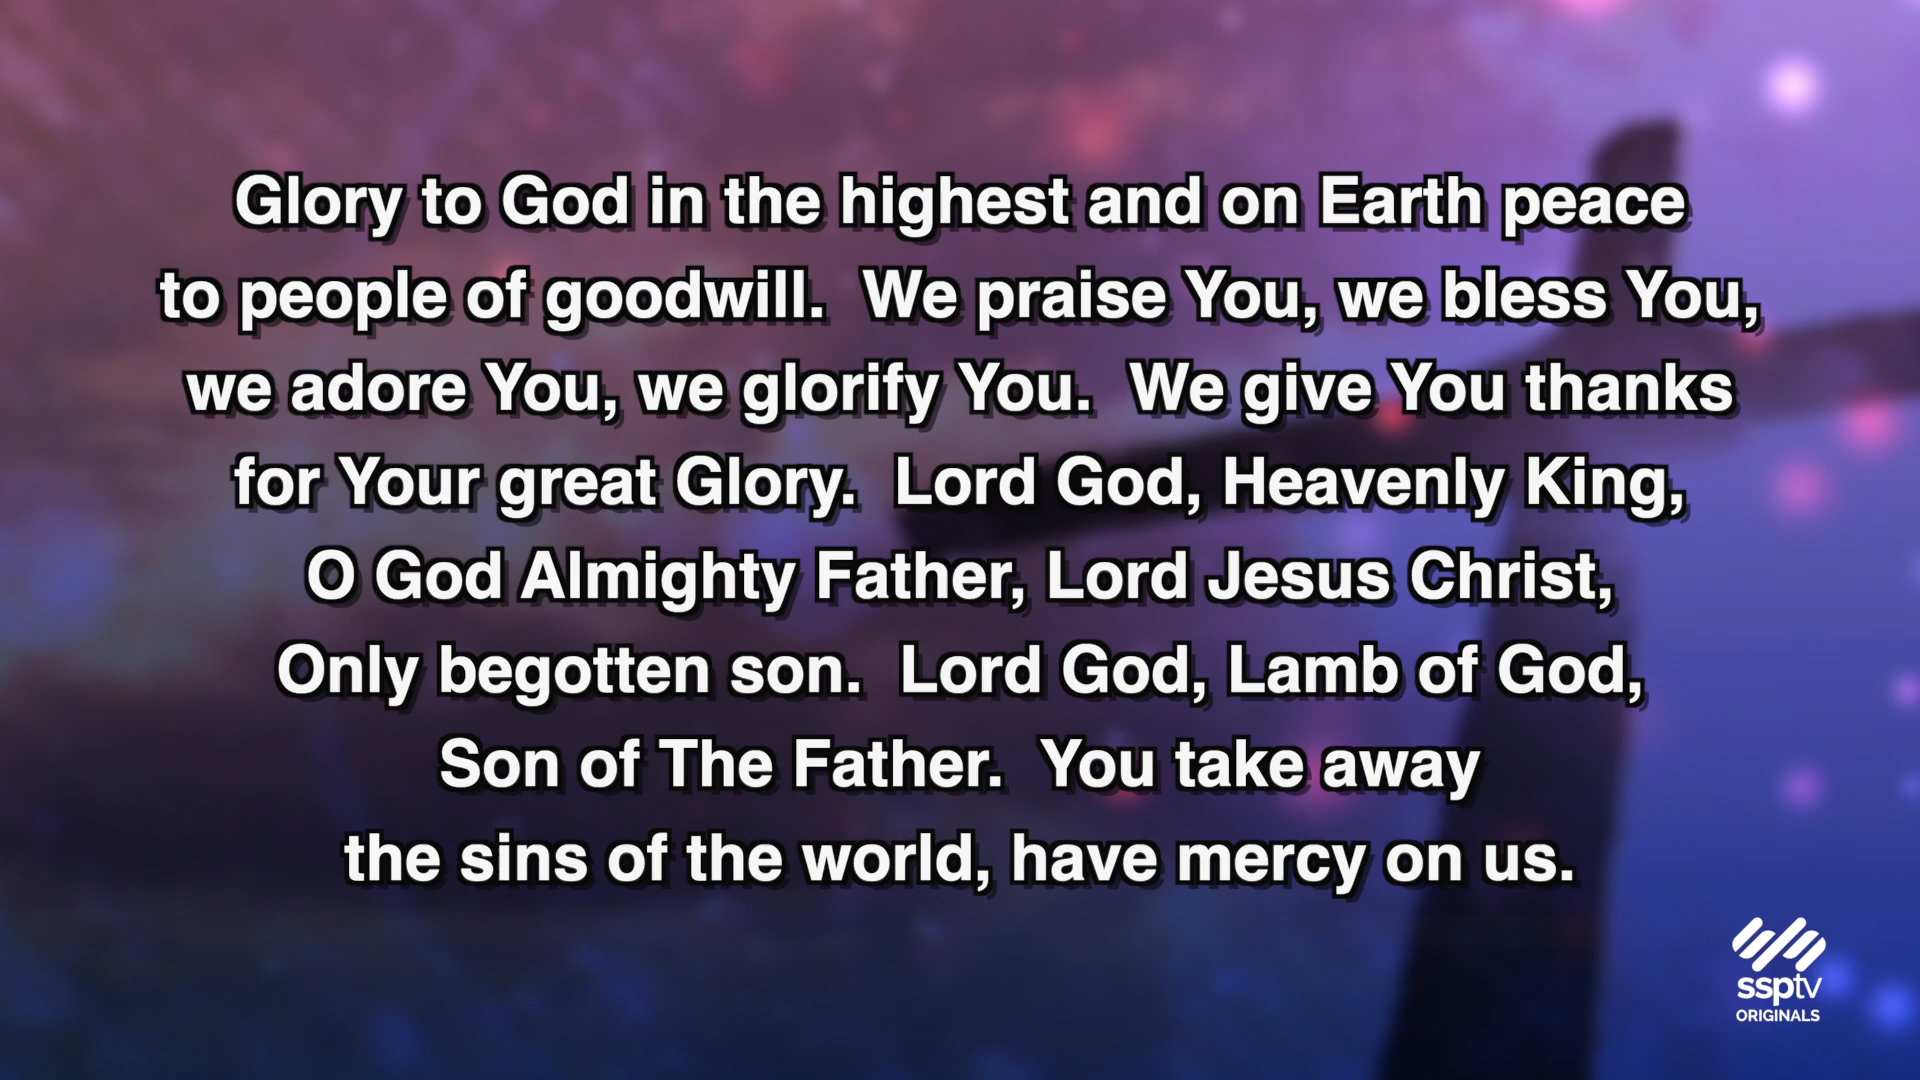 Glory to God in the highest and on Earth peace
to people of goodwill.  We praise You, we bless You,
we adore You, we glorify You.  We give You thanks
for Your great Glory.  Lord God, Heavenly King,
O God Almighty Father, Lord Jesus Christ,
Only begotten son.  Lord God, Lamb of God,
Son of The Father.  You take away
the sins of the world, have mercy on us.
ssptv
ORIGINALS